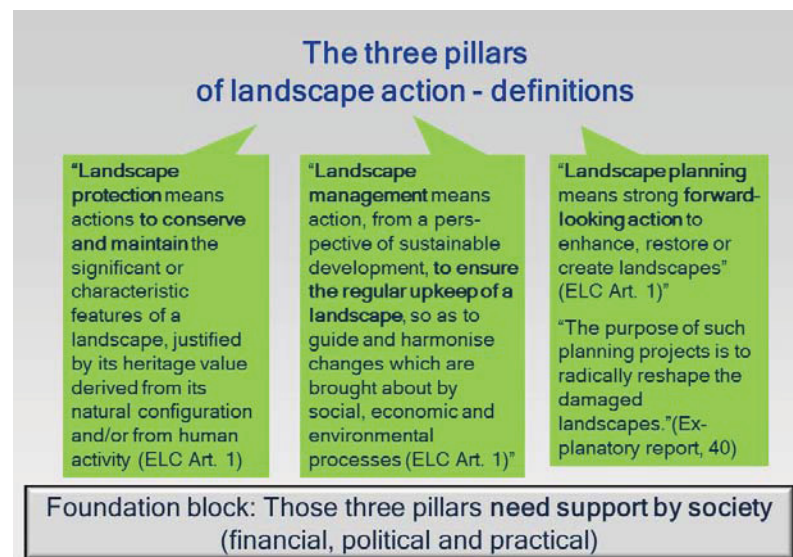 The three pillars
of landscape action - definitions
“Landscape
protection means
actions to conserve
and maintain the
significant or
characteristic
features of a
landscape, justified
by its heritage value
derived from its
natural configuration
and/or from human
activity (ELC Art. 1)
“Landscape
management means
action, from a pers-
pective of sustainable
development, to ensure
the regular upkeep of a
landscape, so as to
guide and harmonise
changes which are
brought about by
social, economic and
environmental
processes (ELC Art. 1)”
“Landscape planning
means strong forward-
looking action to
enhance, restore or
create landscapes”
(ELC Art. 1)”
“The purpose of such
planning projects is to
radically reshape the
damaged
landscapes.”(Ex-
planatory report, 40)
Foundation block: Those three pillars need support by society
(financial, political and practical)